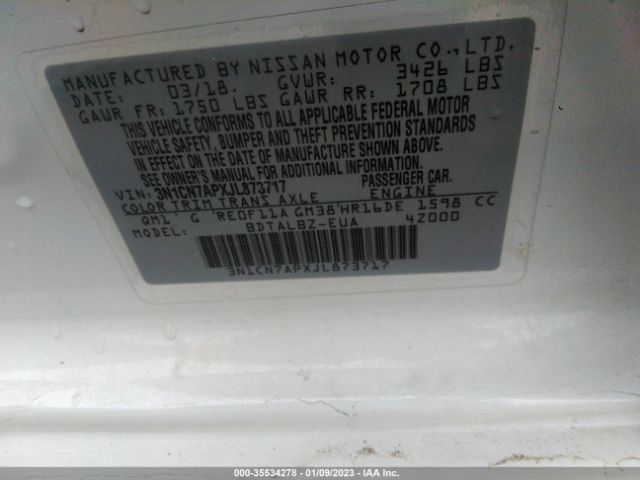 MANUFACTURED BY NISSAN MOTOR CO., LTD.
DATE: 03/18. GVWR: 3426 LBS
GAWR FR: 1750 LBS GAWR RR: 1708 LBS
THIS VEHICLE CONFORMS TO ALL APPLICABLE FEDERAL MOTOR
VEHICLE SAFETY, BUMPER AND THEFT PREVENTION STANDARDS
IN EFFECT ON THE DATE OF MANUFACTURE SHOWN ABOVE.
SEE OWNER'S MANUAL FOR ADDITIONAL INFORMATION.
VIN: 3N1CN7APXJL873717 PASSENGER CAR.
COLOR TRIM TRANS AXLE ENGINE
QM1 G RE0F11A GM38 HR16DE 1598 CC
MODEL: BDTALBZ-EUA 4Z000
3N1CN7APXJL873717
000-35534278 - 01/09/2023 - IAA Inc.